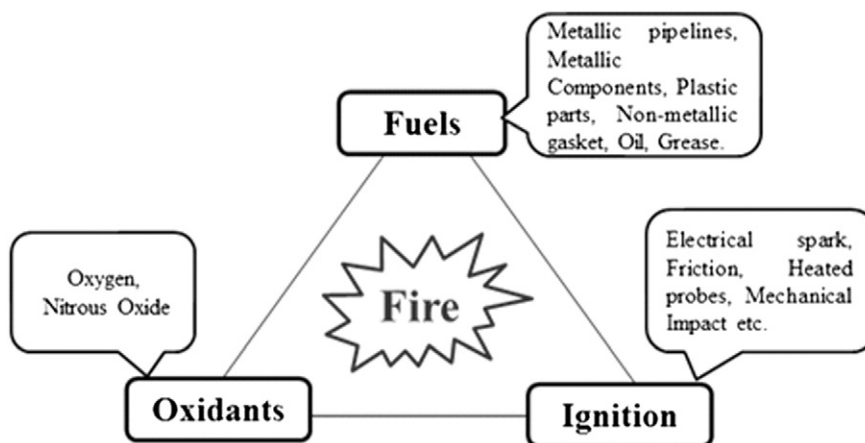 Metallic pipelines,
Metallic
Components, Plastic
parts, Non-metallic
gasket, Oil, Grease.
Fuels
Electrical spark,
Friction, Heated
probes, Mechanical
Impact etc.
Oxygen,
Nitrous Oxide
Fire
Oxidants
Ignition